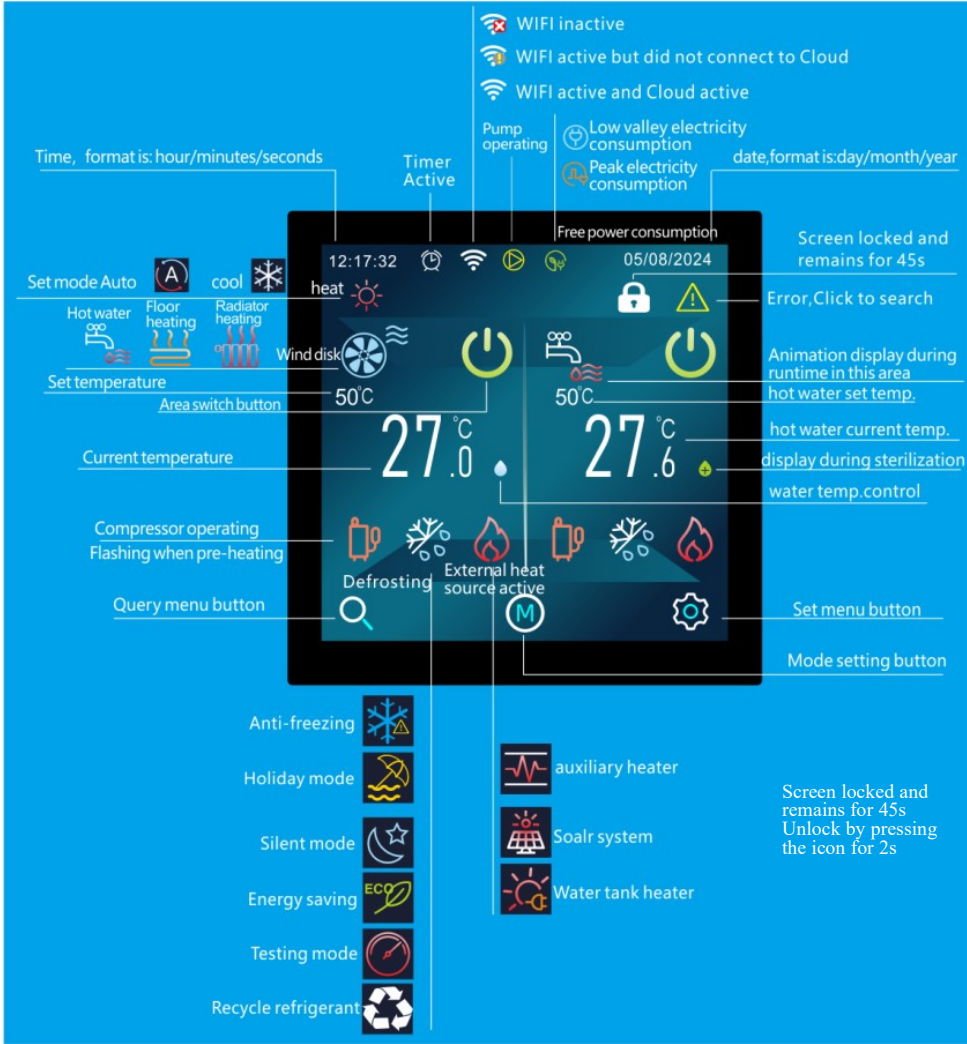 WIFI inactive
WIFI active but did not connect to Cloud
WIFI active and Cloud active
Pump
operating
Low valley electricity
consumption
Peak electricity
consumption
Time, format is: hour/minutes/seconds
Timer
Active
date,format is:day/month/year
Free power consumption
12:17:32
05/08/2024
Screen locked and
remains for 45s
Set mode Auto
A
cool
heat
Error,Click to search
Hot water
Floor
heating
Radiator
heating
Wind disk
Animation display during
runtime in this area
Set temperature
50°C
50°C
hot water set temp.
Area switch button
27.0°C
27.6°C
hot water current temp.
Current temperature
display during sterilization
water temp.control
Compressor operating
Flashing when pre-heating
Defrosting
External heat
source active
Query menu button
M
Set menu button
Mode setting button
Anti-freezing
Holiday mode
Silent mode
Energy saving
ECO
Testing mode
Recycle refrigerant
auxiliary heater
Soalr system
Water tank heater
Screen locked and
remains for 45s
Unlock by pressing
the icon for 2s